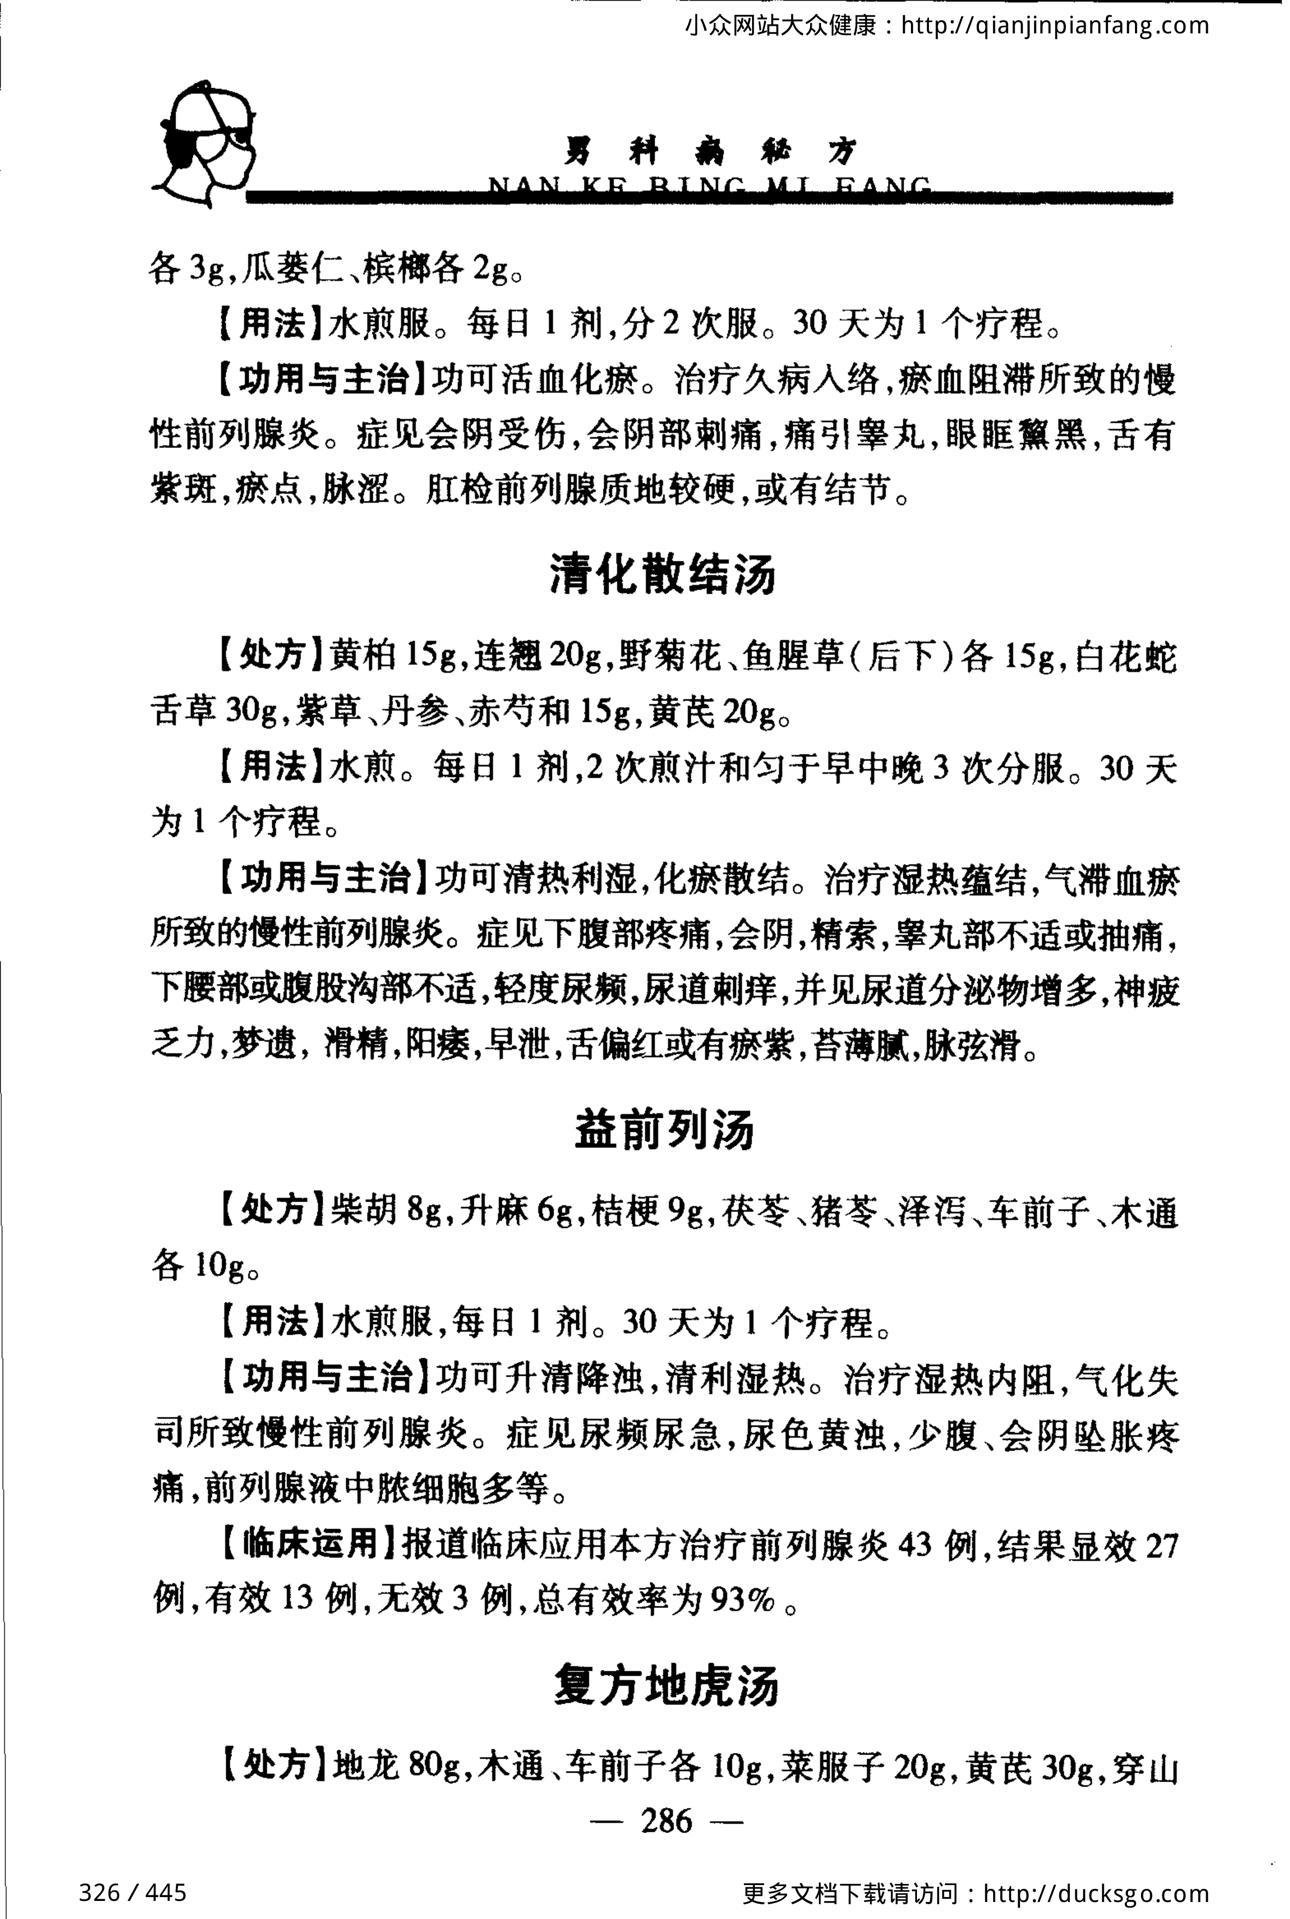 小众网站大众健康：http://qianjinpianfang.com
男科病秘方
NAN KE BING MI FANG
各3g,瓜蒌仁、槟榔各2g。
【用法】水煎服。每日1剂,分2次服。30天为1个疗程。
【功用与主治】功可活血化瘀。治疗久病入络,瘀血阻滞所致的慢
性前列腺炎。症见会阴受伤,会阴部刺痛,痛引睾丸,眼眶黧黑,舌有
紫斑,瘀点,脉涩。肛检前列腺质地较硬,或有结节。
清化散结汤
【处方】黄柏15g,连翘20g,野菊花、鱼腥草(后下)各15g,白花蛇
舌草30g,紫草、丹参、赤芍和15g,黄芪20g。
【用法】水煎。每日1剂,2次煎汁和匀于早中晚3次分服。30天
为1个疗程。
【功用与主治】功可清热利湿,化瘀散结。治疗湿热蕴结,气滞血瘀
所致的慢性前列腺炎。症见下腹部疼痛,会阴,精索,睾丸部不适或抽痛,
下腰部或腹股沟部不适,轻度尿频,尿道刺痒,并见尿道分泌物增多,神疲
乏力,梦遗,滑精,阳痿,早泄,舌偏红或有瘀紫,苔薄腻,脉弦滑。
益前列汤
【处方】柴胡8g,升麻6g,桔梗9g,茯苓、猪苓、泽泻、车前子、木通
各10g。
【用法】水煎服,每日1剂。30天为1个疗程。
【功用与主治】功可升清降浊,清利湿热。治疗湿热内阻,气化失
司所致慢性前列腺炎。症见尿频尿急,尿色黄浊,少腹、会阴坠胀疼
痛,前列腺液中脓细胞多等。
【临床运用】报道临床应用本方治疗前列腺炎43例,结果显效27
例,有效13例,无效3例,总有效率为93%。
复方地虎汤
【处方】地龙80g,木通、车前子各10g,菜服子20g,黄芪30g,穿山
— 286 —
326 / 445
更多文档下载请访问：http://ducksgo.com